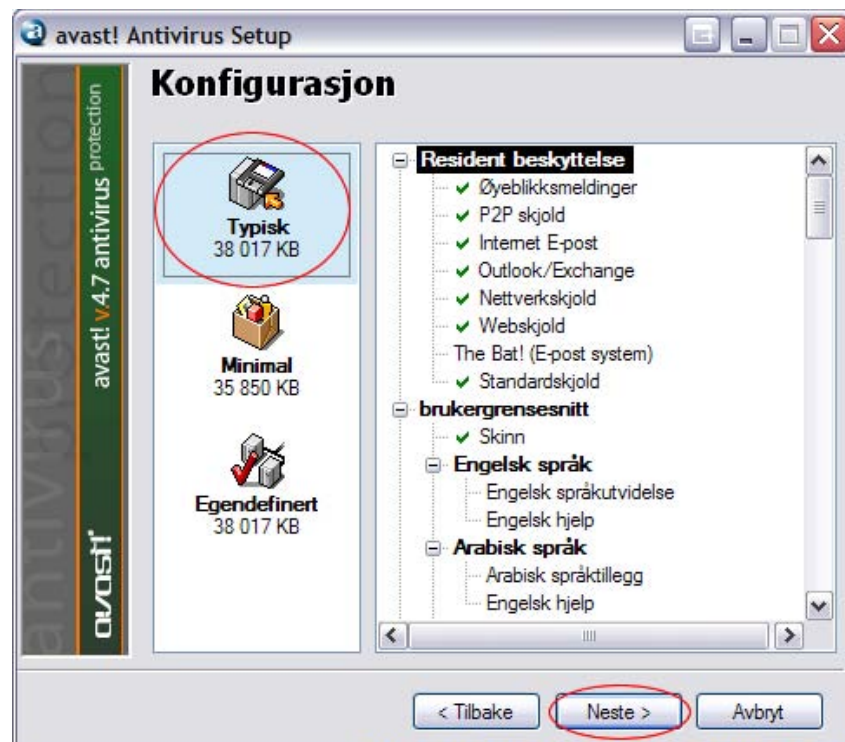 avast! Antivirus Setup
antivirus protection
avast! v.4.7 antivirus protection
avast!
Konfigurasjon
Typisk
38 017 KB
Minimal
35 850 KB
Egendefinert
38 017 KB
Resident beskyttelse
Øyeblikksmeldinger
P2P skjold
Internet E-post
Outlook/Exchange
Nettverkskjold
Webskjold
The Bat! (E-post system)
Standardskjold
brukergrensesnitt
Skinn
Engelsk språk
Engelsk språkutvidelse
Engelsk hjelp
Arabisk språk
Arabisk språktillegg
Engelsk hjelp
< Tilbake
Neste >
Avbryt